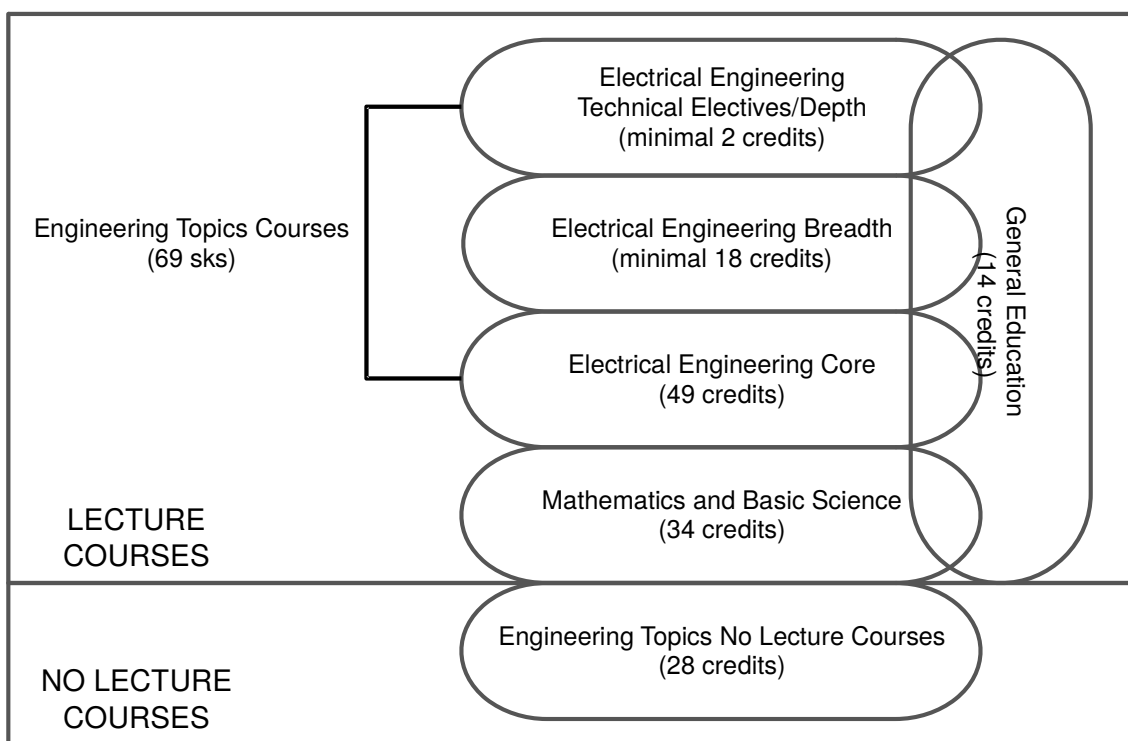 Electrical Engineering
Technical Electives/Depth
(minimal 2 credits)
Engineering Topics Courses
(69 sks)
Electrical Engineering Breadth
(minimal 18 credits)
General Education
(14 credits)
Electrical Engineering Core
(49 credits)
Mathematics and Basic Science
(34 credits)
LECTURE
COURSES
Engineering Topics No Lecture Courses
(28 credits)
NO LECTURE
COURSES